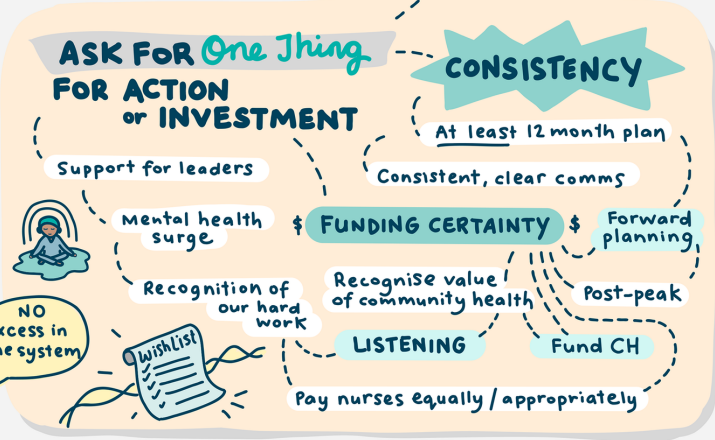 ASK FOR One Thing
FOR ACTION
or INVESTMENT
CONSISTENCY
At least 12 month plan
Consistent, clear comms
Support for leaders
Mental health
surge
$ FUNDING CERTAINTY $
Forward
planning
Recognition of
our hard
work
Recognise value
of community health
Post-peak
LISTENING
Fund CH
NO
in
system
WishList
Pay nurses equally / appropriately